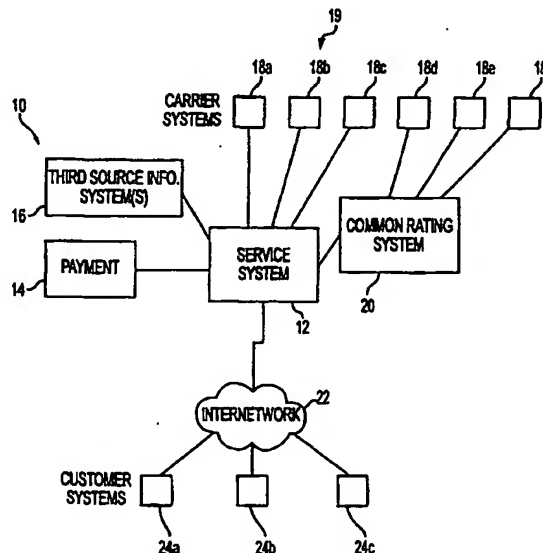 19
18a 18b 18c 18d 18e 18
CARRIER
SYSTEMS
10
THIRD SOURCE INFO.
SYSTEM(S)
16
COMMON RATING
SYSTEM
20
SERVICE
SYSTEM
12
PAYMENT
14
22
INTERNETWORK
CUSTOMER
SYSTEMS
24a 24b 24c